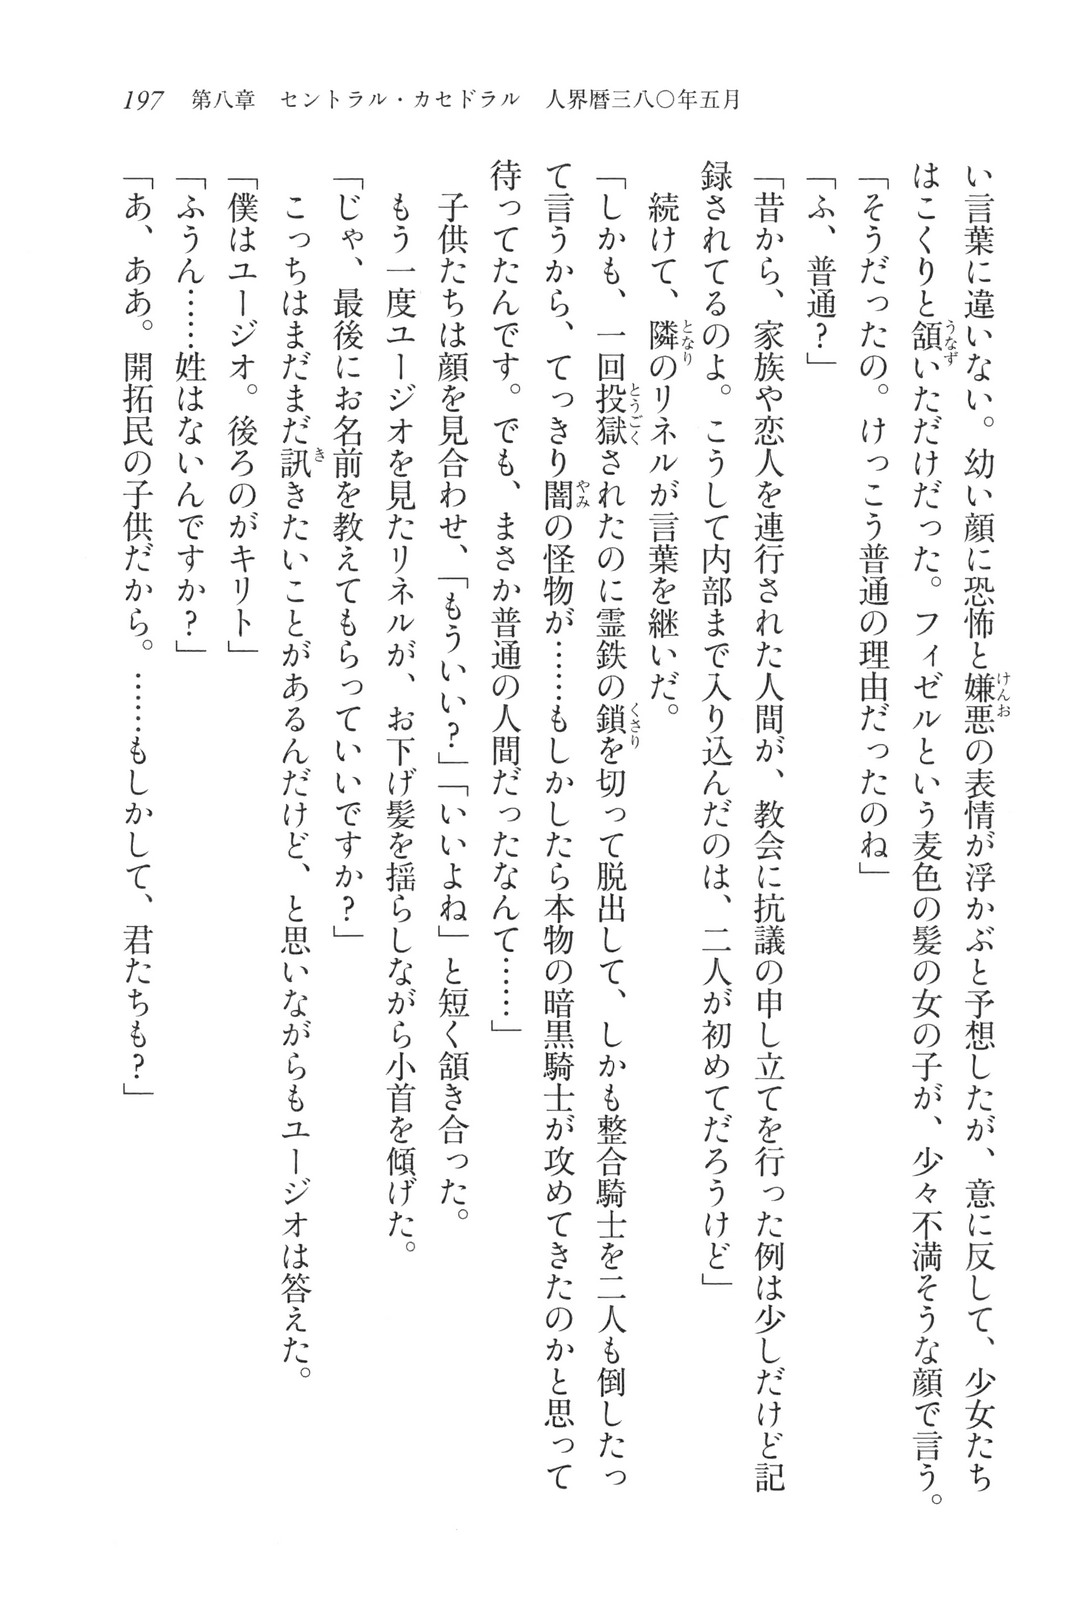 197　第八章　セントラル・カセドラル　人界暦三八〇年五月
い言葉に違いない。幼い顔に恐怖と嫌悪の表情が浮かぶと予想したが、意に反して、少女たち
はこくりと頷いただけだった。フィゼルという麦色の髪の女の子が、少々不満そうな顔で言う。
「そうだったの。けっこう普通の理由だったのね」
「ふ、普通？」
「昔から、家族や恋人を連行された人間が、教会に抗議の申し立てを行った例は少しだけど記
録されてるのよ。こうして内部まで入り込んだのは、二人が初めてだろうけど」
　続けて、隣のリネルが言葉を継いだ。
「しかも、一回投獄されたのに霊鉄の鎖を切って脱出して、しかも整合騎士を二人も倒したっ
て言うから、てっきり闇の怪物が……もしかしたら本物の暗黒騎士が攻めてきたのかと思って
待ってたんです。でも、まさか普通の人間だったなんて……」
　子供たちは顔を見合わせ、「もういい？」「いいよね」と短く頷き合った。
　もう一度ユージオを見たリネルが、お下げ髪を揺らしながら小首を傾げた。
「じゃ、最後にお名前を教えてもらっていいですか？」
　こっちはまだまだ訊きたいことがあるんだけど、と思いながらもユージオは答えた。
「僕はユージオ。後ろのがキリト」
「ふうん……姓はないんですか？」
「あ、ああ。開拓民の子供だから。……もしかして、君たちも？」